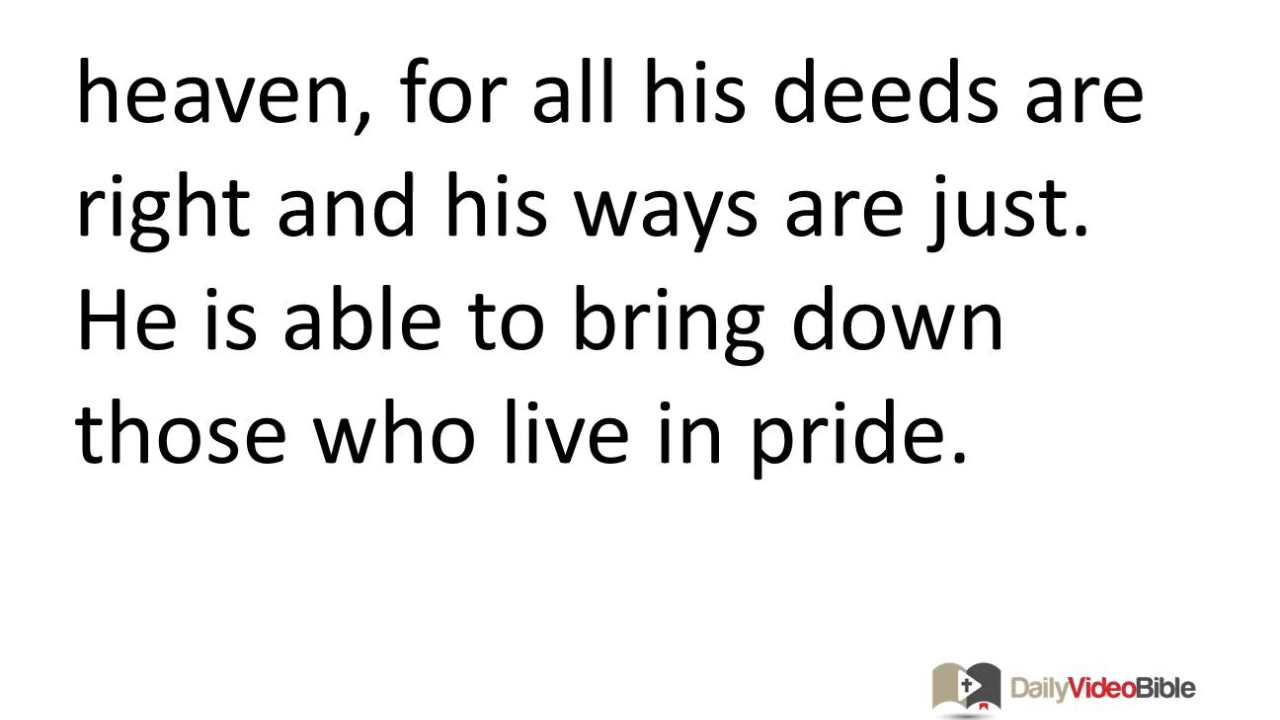 heaven, for all his deeds are
right and his ways are just.
He is able to bring down
those who live in pride.
DailyVideoBible